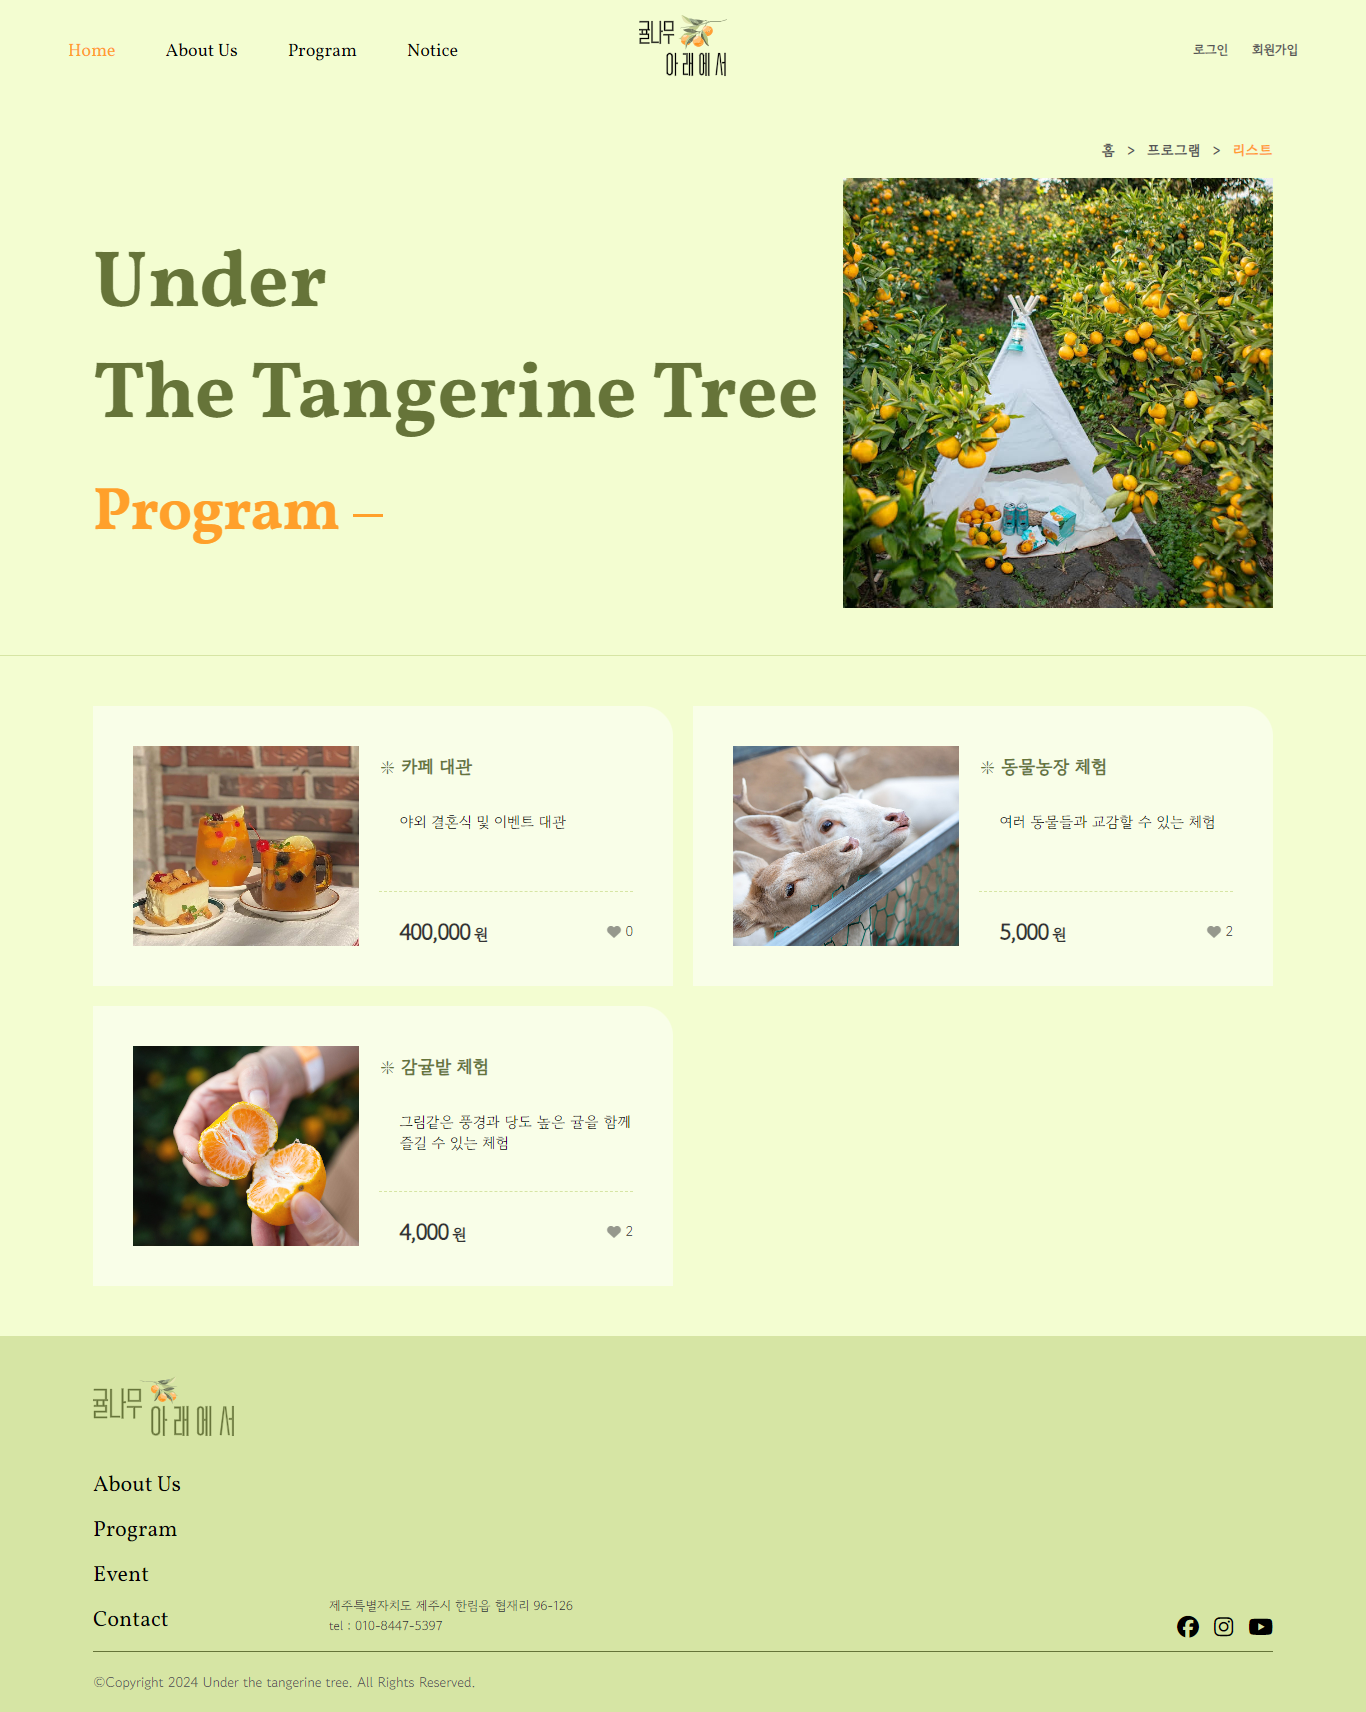 Home About Us Program Notice
귤나무
아래에서
로그인 회원가입
홈 > 프로그램 > 리스트
Under
The Tangerine Tree
Program –
카페 대관
야외 결혼식 및 이벤트 대관
400,000 원
0
동물농장 체험
여러 동물들과 교감할 수 있는 체험
5,000 원
2
감귤밭 체험
그림같은 풍경과 당도 높은 귤을 함께
즐길 수 있는 체험
4,000 원
2
귤나무
아래에서
About Us
Program
Event
Contact
제주특별자치도 제주시 한림읍 협재리 96-126
tel : 010-8447-5397
©Copyright 2024 Under the tangerine tree. All Rights Reserved.